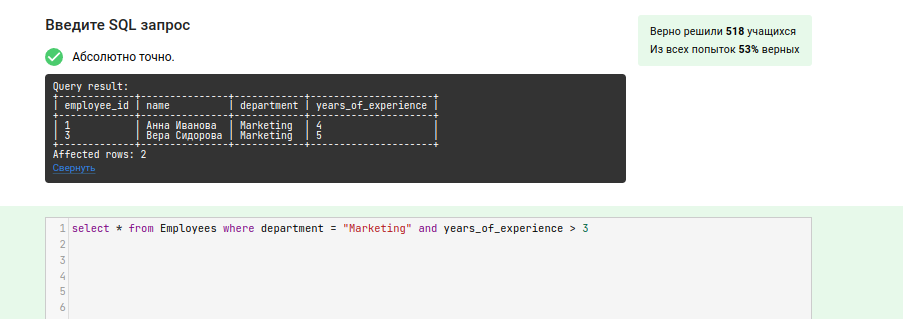 Введите SQL запрос
Верно решили 518 учащихся
Из всех попыток 53% верных
Абсолютно точно.
Query result:
+-------------+---------------+------------+---------------------+
| employee_id | name          | department | years_of_experience |
+-------------+---------------+------------+---------------------+
| 1           | Анна Иванова  | Marketing  | 4                   |
| 3           | Вера Сидорова | Marketing  | 5                   |
+-------------+---------------+------------+---------------------+
Affected rows: 2
Свернуть
1 select * from Employees where department = "Marketing" and years_of_experience > 3
2
3
4
5
6